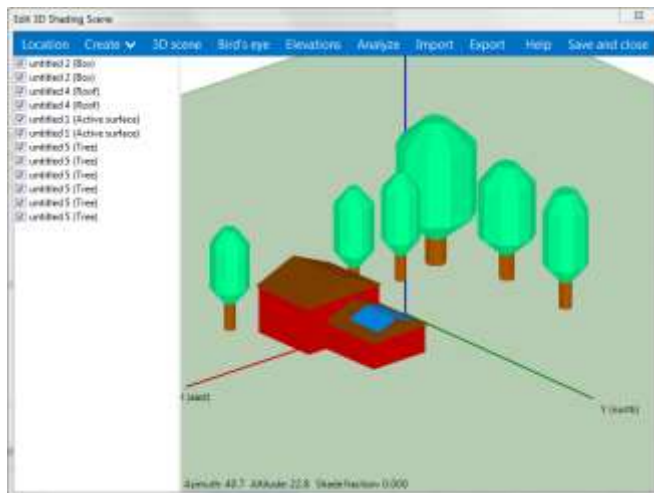 Edit 3D Shading Scene
Location Create 3D scene Bird's eye Elevations Analyze Import Export Help Save and close
untitled 2 (Box)
untitled 2 (Box)
untitled 4 (Roof)
untitled 4 (Roof)
untitled 1 (Active surface)
untitled 1 (Active surface)
untitled 5 (Tree)
untitled 5 (Tree)
untitled 5 (Tree)
untitled 5 (Tree)
untitled 5 (Tree)
untitled 5 (Tree)
(east)
Y (north)
Azimuth: 40.7 Altitude: 22.8 Shade fraction: 0.000